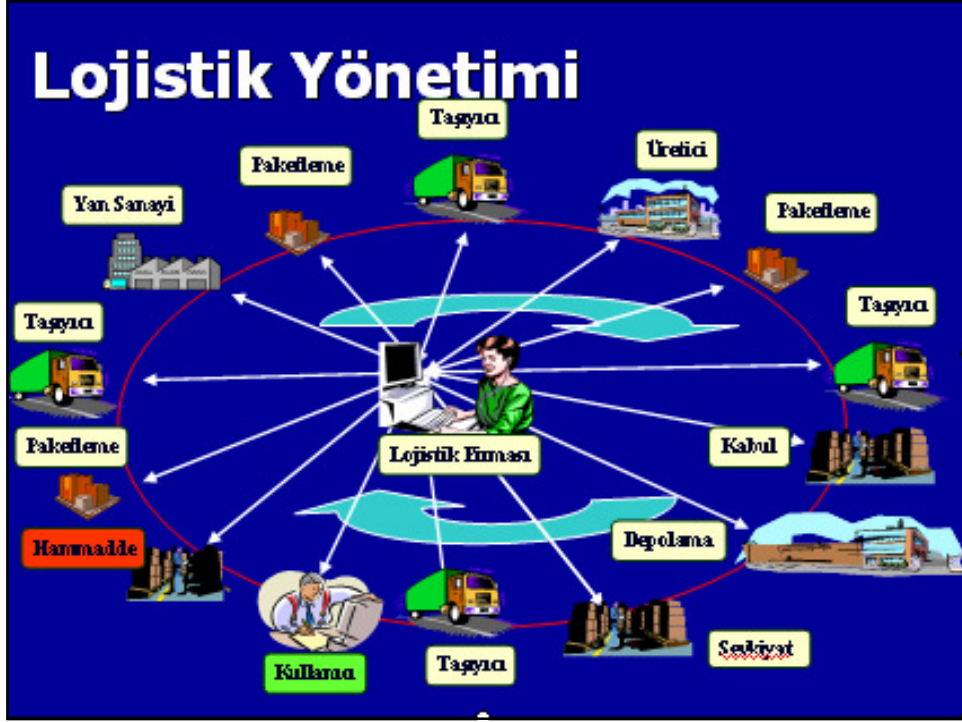 Lojistik Yönetimi
Taşıyıcı
Üretici
Paketleme
Paketleme
Yan Sanayi
Taşıyıcı
Taşıyıcı
Paketleme
Kabul
Lojistik Firması
Hammadde
Depolama
Sevkiyat
Taşıyıcı
Kullanıcı